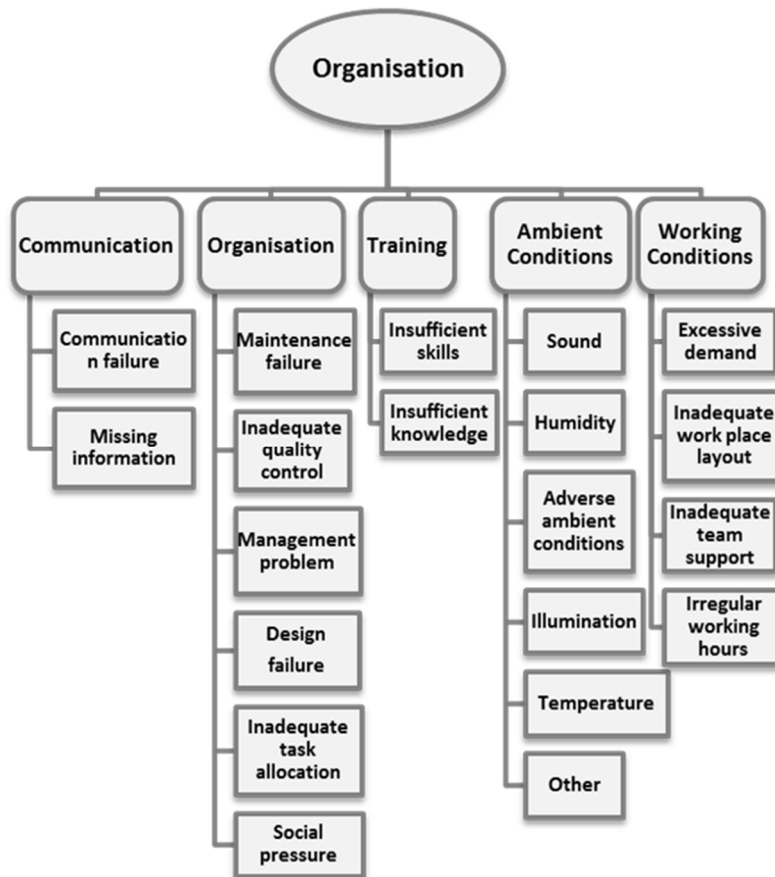 Organisation
Communication
Organisation
Training
Ambient
Conditions
Working
Conditions
Communicatio
n failure
Missing
information
Maintenance
failure
Inadequate
quality
control
Management
problem
Design
failure
Inadequate
task
allocation
Social
pressure
Insufficient
skills
Insufficient
knowledge
Sound
Humidity
Adverse
ambient
conditions
Illumination
Temperature
Other
Excessive
demand
Inadequate
work place
layout
Inadequate
team
support
Irregular
working
hours